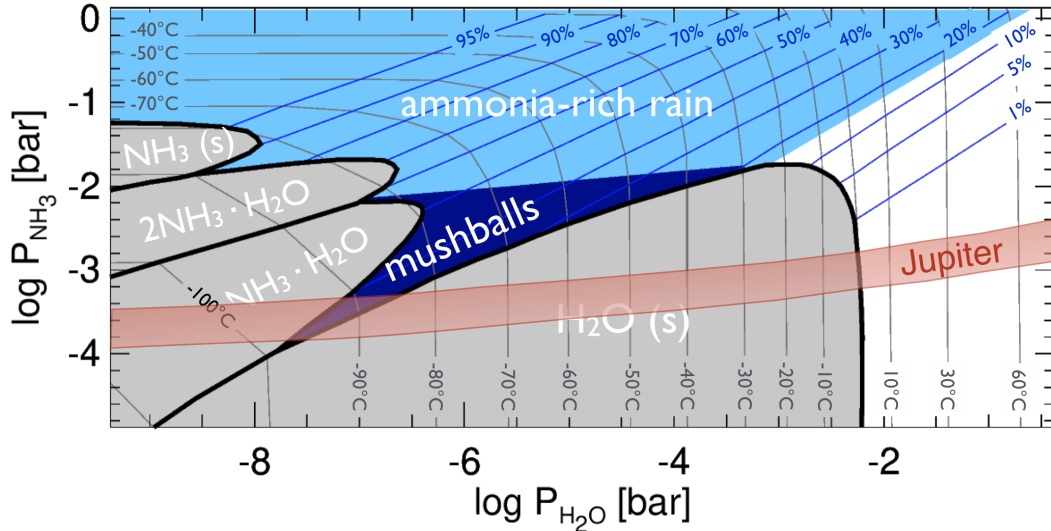 0
-1
-2
-3
-4
log P_NH₃ [bar]
-40°C
-50°C
-60°C
-70°C
95%
90%
80%
70%
60%
50%
40%
30%
20%
10%
5%
1%
ammonia-rich rain
NH₃ (s)
2NH₃ · H₂O
NH₃ · H₂O
mushballs
Jupiter
H₂O (s)
-100°C
-90°C
-80°C
-70°C
-60°C
-50°C
-40°C
-30°C
-20°C
-10°C
10°C
30°C
60°C
-8
-6
-4
-2
log P_H₂O [bar]